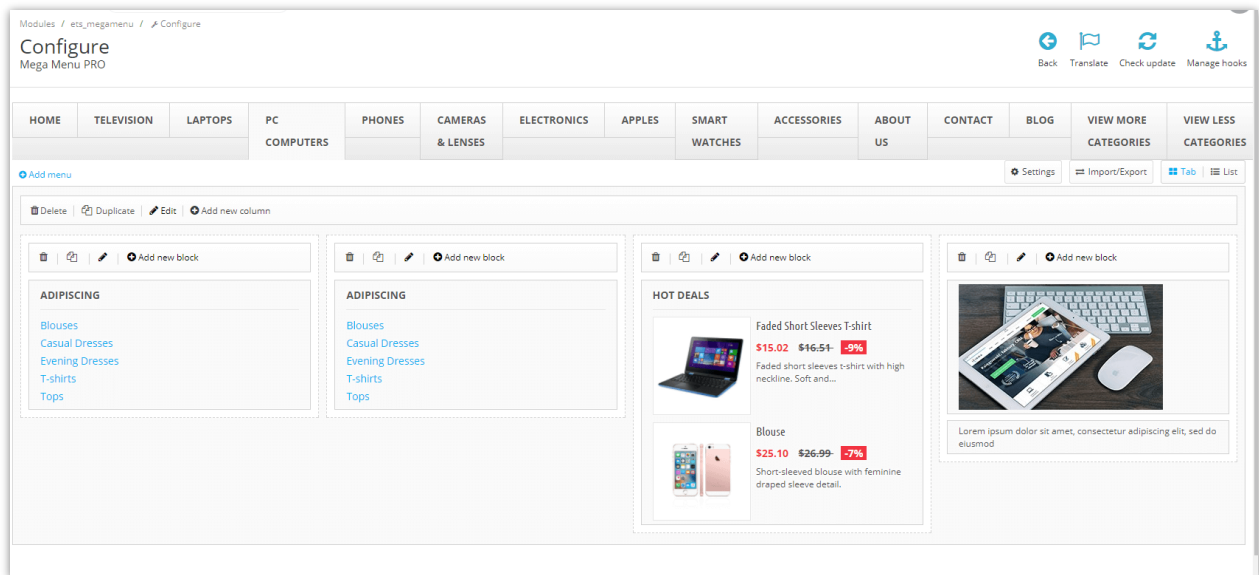 Modules / ets_megamenu / Configure
Configure
Mega Menu PRO
Back Translate Check update Manage hooks
HOME TELEVISION LAPTOPS PC COMPUTERS PHONES CAMERAS & LENSES ELECTRONICS APPLES SMART WATCHES ACCESSORIES ABOUT US CONTACT BLOG VIEW MORE CATEGORIES VIEW LESS CATEGORIES
Add menu
Settings Import/Export Tab List
Delete Duplicate Edit Add new column
Add new block
ADIPISCING
Blouses
Casual Dresses
Evening Dresses
T-shirts
Tops
Add new block
ADIPISCING
Blouses
Casual Dresses
Evening Dresses
T-shirts
Tops
Add new block
HOT DEALS
Faded Short Sleeves T-shirt
$15.02 $16.51 -9%
Faded short sleeves t-shirt with high
neckline. Soft and...
Blouse
$25.10 $26.99 -7%
Short-sleeved blouse with feminine
draped sleeve detail.
Add new block
Lorem ipsum dolor sit amet, consectetur adipiscing elit, sed do
eiusmod